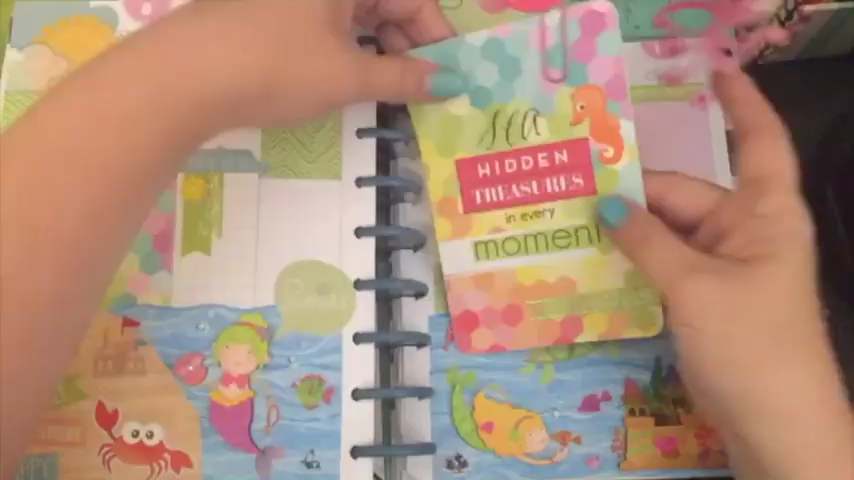 sea
HIDDEN
TREASURES
in every
moment